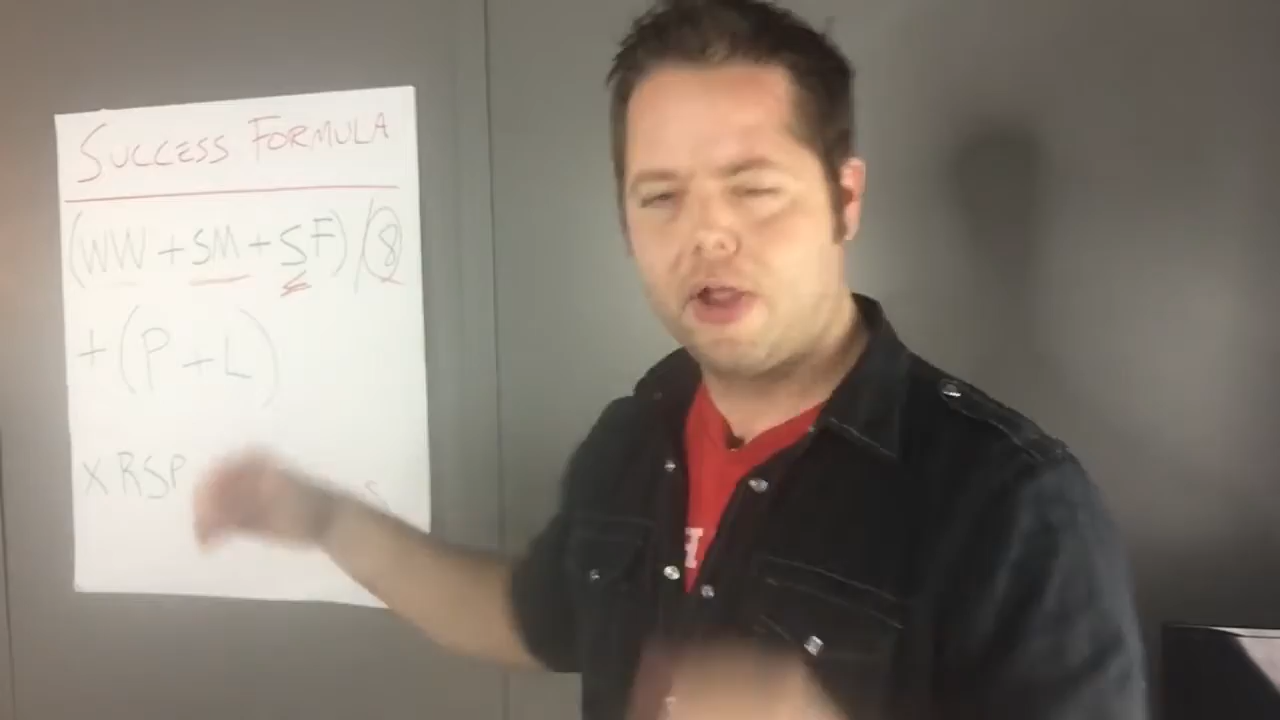 SUCCESS FORMULA
(WW + SM + SF) / 8
+ (P + L)
X RSP
S
H